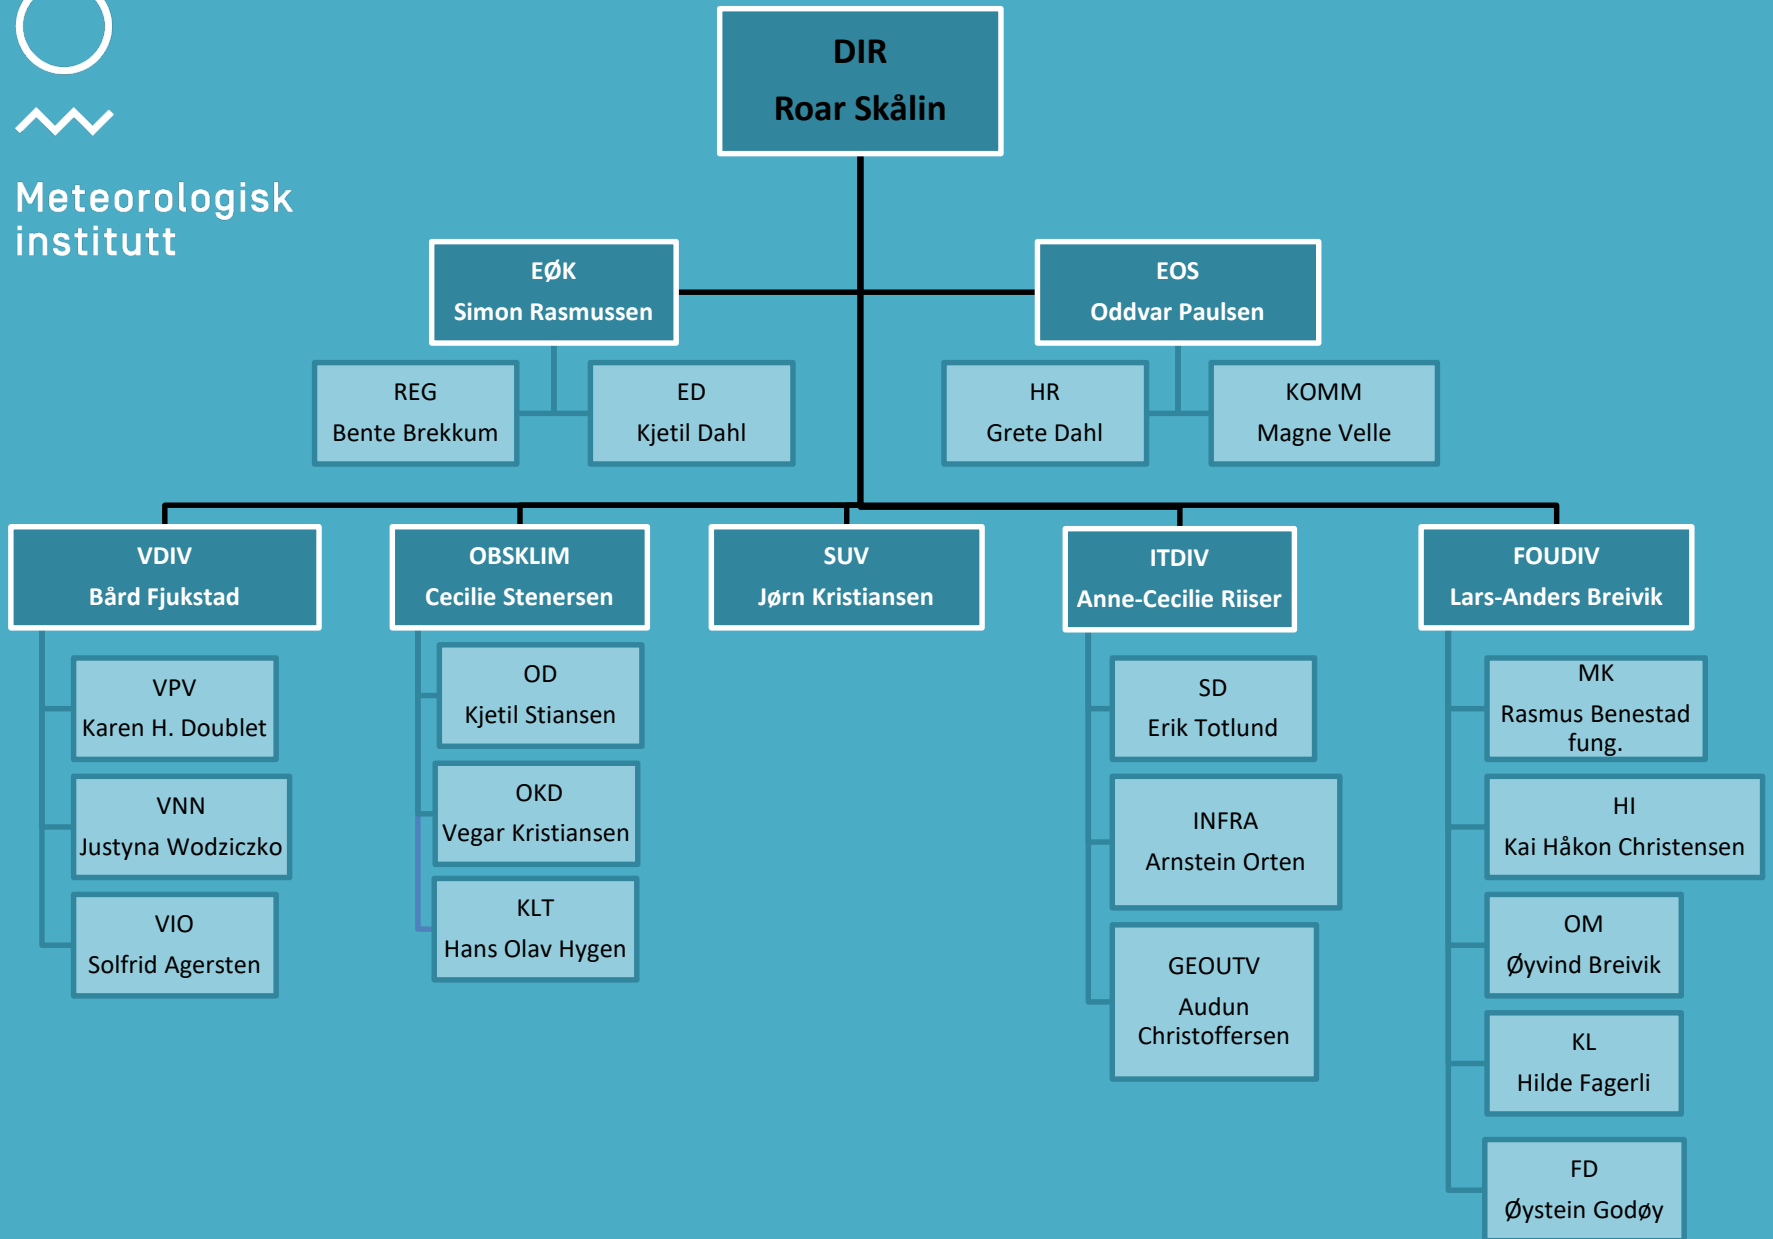 Meteorologisk
institutt
DIR
Roar Skålin
EØK
Simon Rasmussen
EOS
Oddvar Paulsen
REG
Bente Brekkum
ED
Kjetil Dahl
HR
Grete Dahl
KOMM
Magne Velle
VDIV
Bård Fjukstad
OBSKLIM
Cecilie Stenersen
SUV
Jørn Kristiansen
ITDIV
Anne-Cecilie Riiser
FOUDIV
Lars-Anders Breivik
VPV
Karen H. Doublet
VNN
Justyna Wodziczko
VIO
Solfrid Agersten
OD
Kjetil Stiansen
OKD
Vegar Kristiansen
KLT
Hans Olav Hygen
SD
Erik Totlund
INFRA
Arnstein Orten
GEOUTV
Audun
Christoffersen
MK
Rasmus Benestad
fung.
HI
Kai Håkon Christensen
OM
Øyvind Breivik
KL
Hilde Fagerli
FD
Øystein Godøy